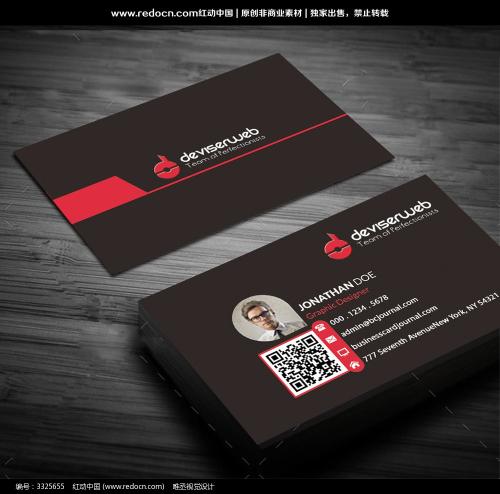 www.redocn.com红动中国 | 原创非商业素材 | 独家出售，禁止转载
deviserweb
Team of Perfectionists
deviserweb
Team of Perfectionists
JONATHAN DOE
Graphic Designer
000 . 1234 . 5678
admin@bcjournal.com
businesscardjournal.com
777 Seventh AvenueNew York, NY 54321
编号：3325655 红动中国 (www.redocn.com) 唯丞视觉设计